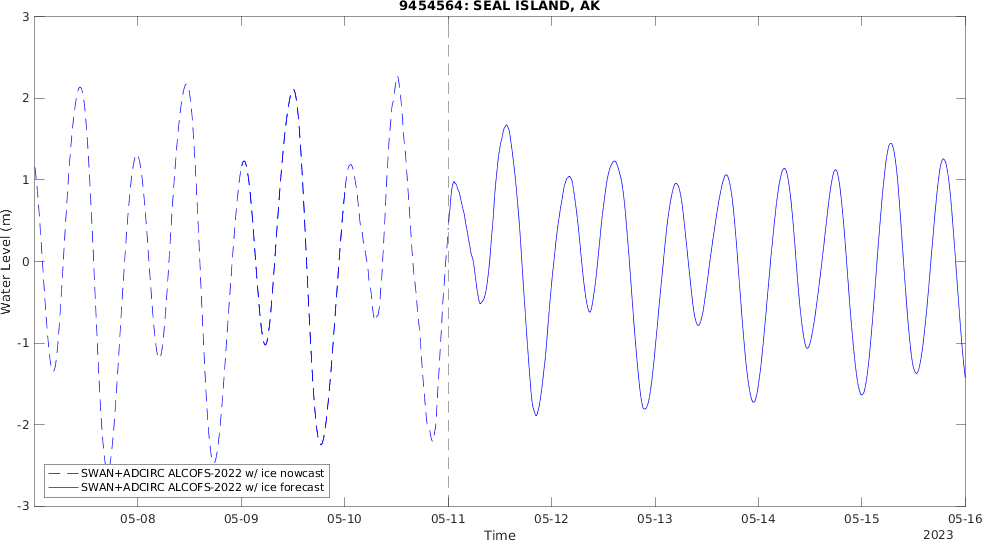 9454564: SEAL ISLAND, AK
3
2
1
0
-1
-2
-3
Water Level (m)
SWAN+ADCIRC ALCOFS-2022 w/ ice nowcast
SWAN+ADCIRC ALCOFS-2022 w/ ice forecast
05-08 05-09 05-10 05-11 05-12 05-13 05-14 05-15 05-16
Time
2023